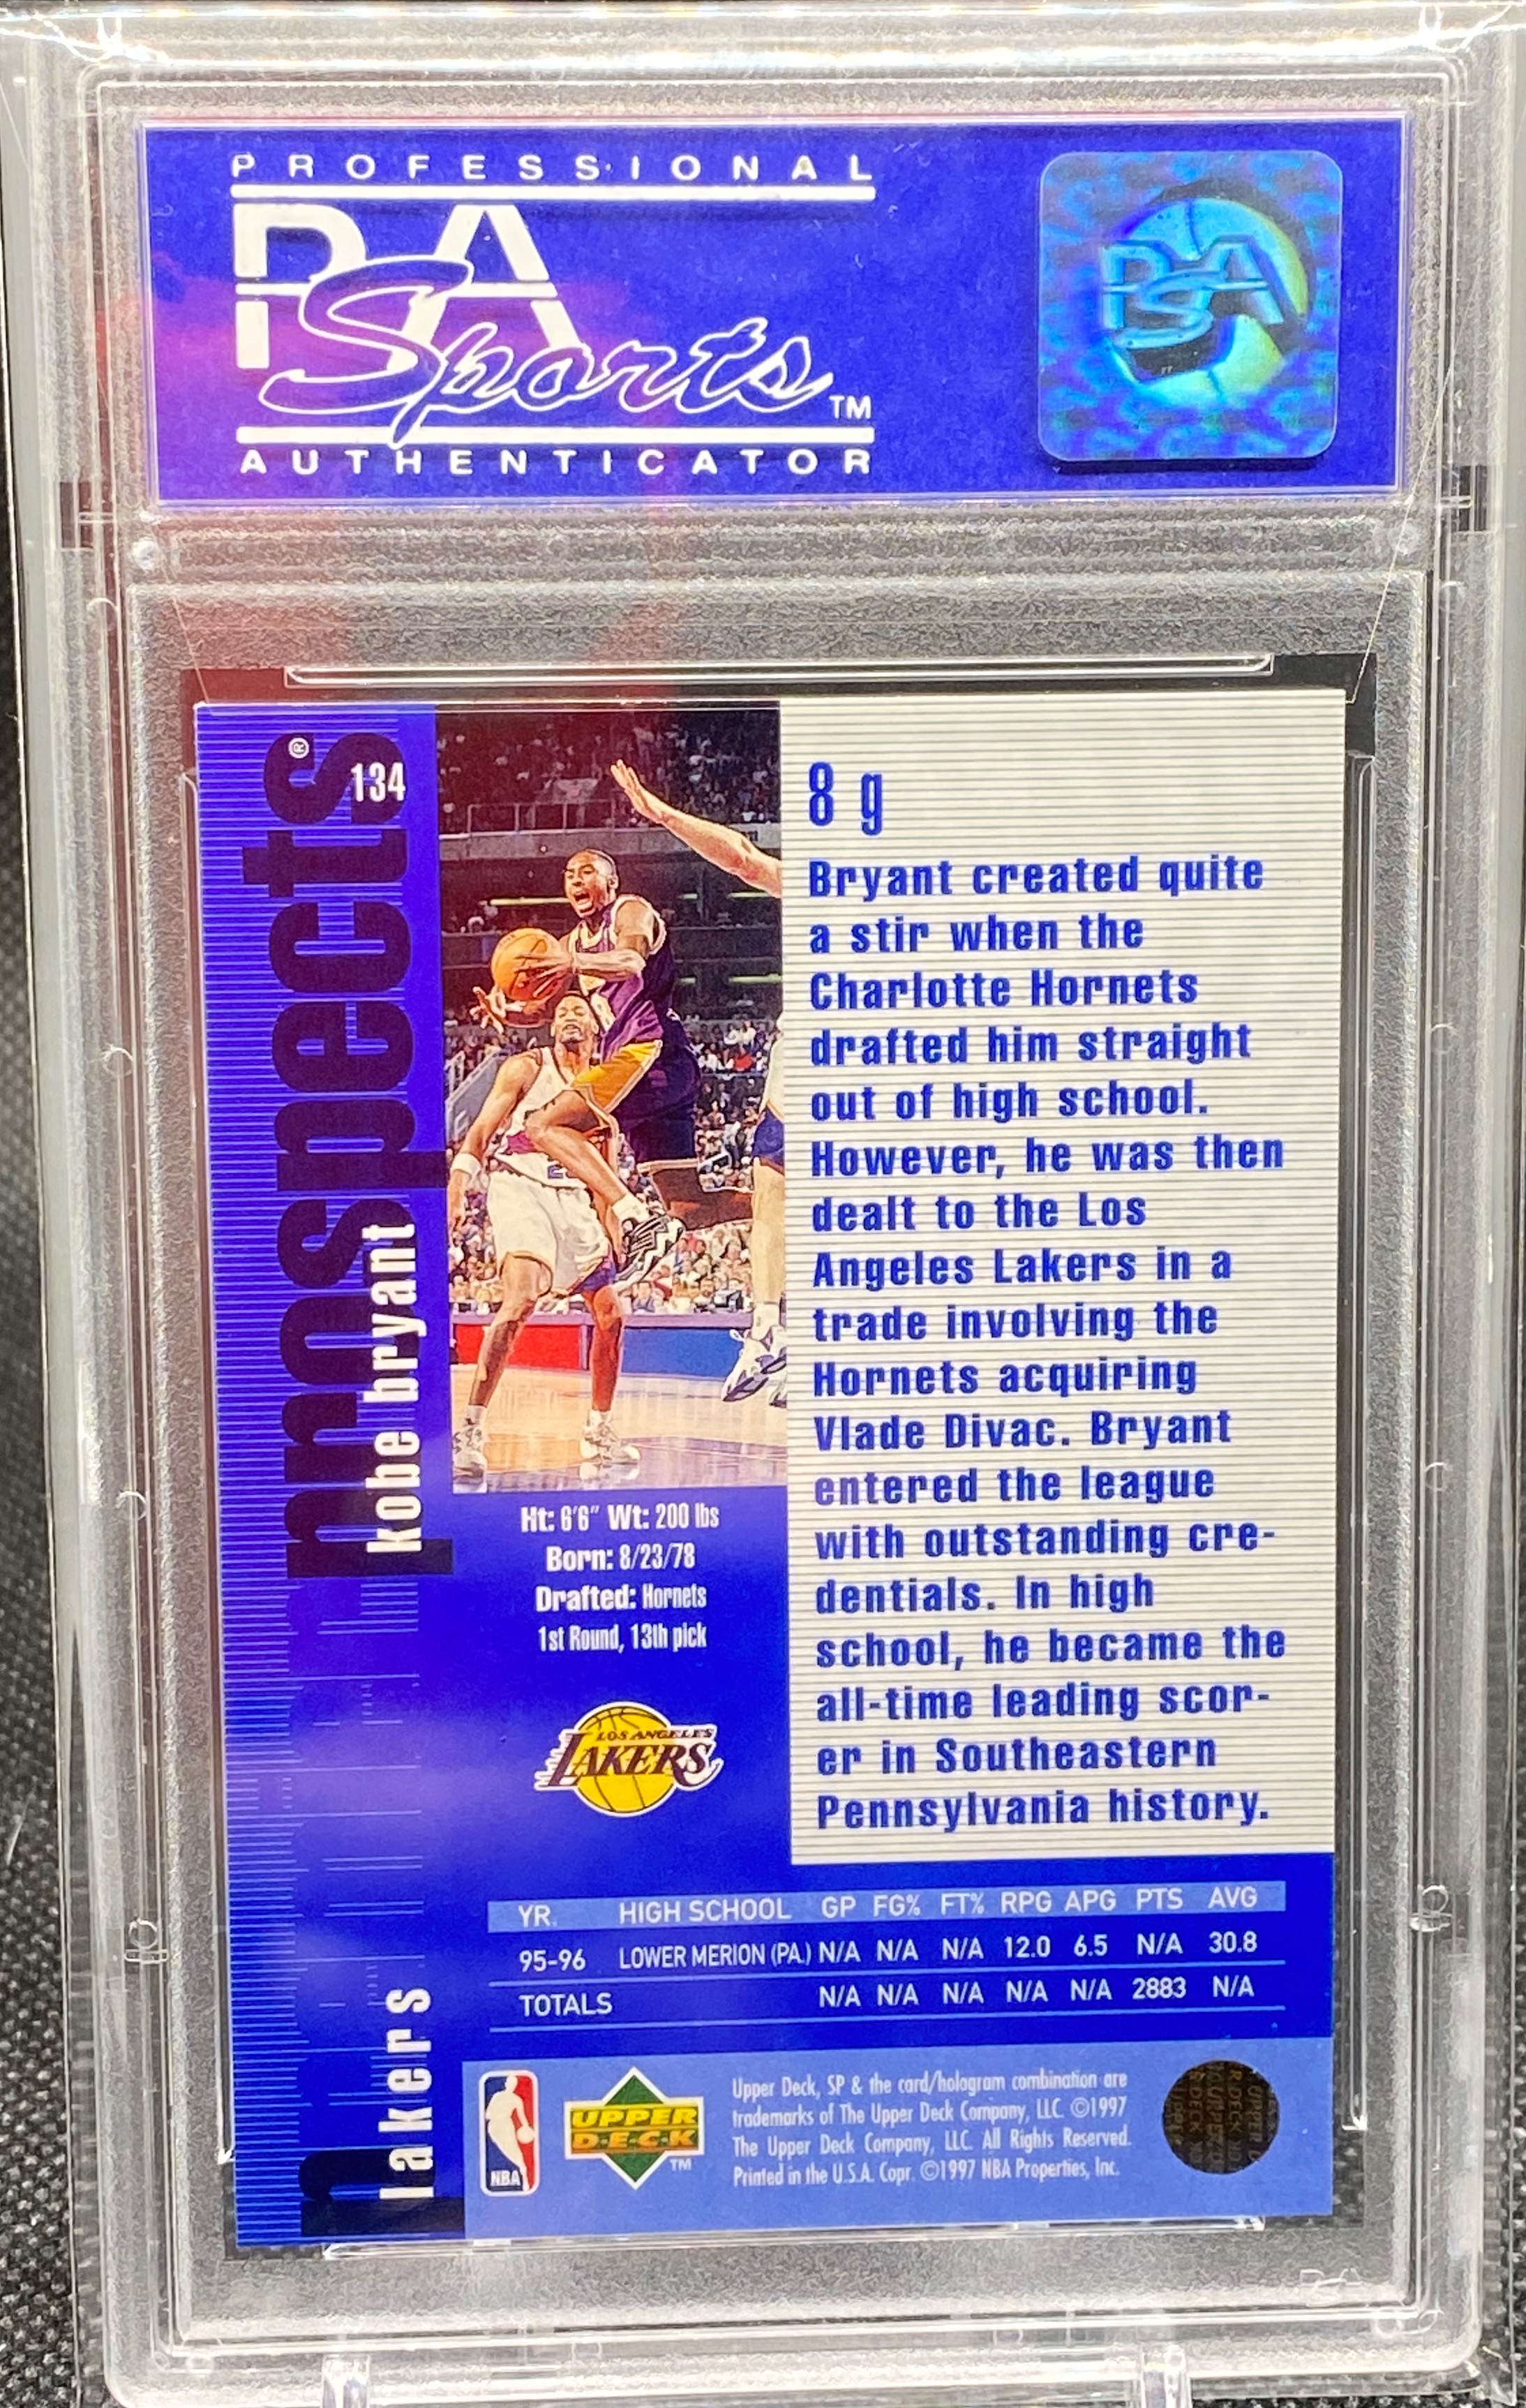 PROFESSIONAL
PSA
Sports™
AUTHENTICATOR
PSA
prospects®
134
kobe bryant
lakers
8 g
Bryant created quite
a stir when the
Charlotte Hornets
drafted him straight
out of high school.
However, he was then
dealt to the Los
Angeles Lakers in a
trade involving the
Hornets acquiring
Vlade Divac. Bryant
entered the league
with outstanding cre-
dentials. In high
school, he became the
all-time leading scor-
er in Southeastern
Pennsylvania history.
Ht: 6'6" Wt: 200 lbs
Born: 8/23/78
Drafted: Hornets
1st Round, 13th pick
LOS ANGELES
LAKERS
YR. HIGH SCHOOL GP FG% FT% RPG APG PTS AVG
95-96 LOWER MERION (PA.) N/A N/A N/A 12.0 6.5 N/A 30.8
TOTALS N/A N/A N/A N/A N/A 2883 N/A
NBA
UPPER
DECK™
Upper Deck, SP & the card/hologram combination are
trademarks of The Upper Deck Company, LLC. ©1997
The Upper Deck Company, LLC. All Rights Reserved.
Printed in the U.S.A. Copr. ©1997 NBA Properties, Inc.